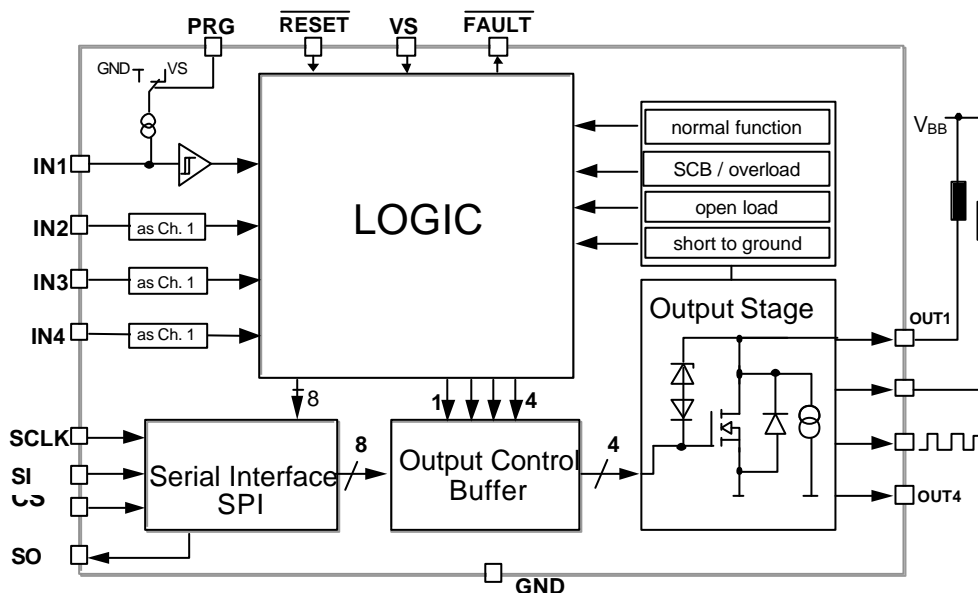 PRG
RESET
VS
FAULT
GND
VS
IN1
IN2
as Ch. 1
IN3
as Ch. 1
IN4
as Ch. 1
LOGIC
normal function
SCB / overload
open load
short to ground
VBB
Output Stage
OUT1
OUT4
8
1
4
SCLK
SI
CS
SO
Serial Interface
SPI
8
Output Control
Buffer
4
GND